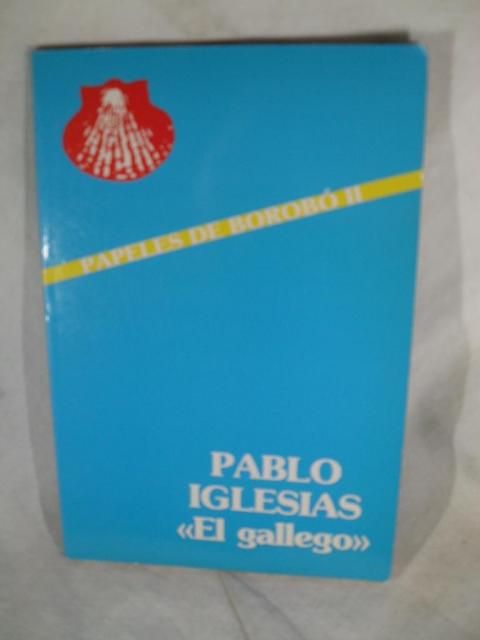 PAPELES DE BOROBÓ II
PABLO
IGLESIAS
«El gallego»